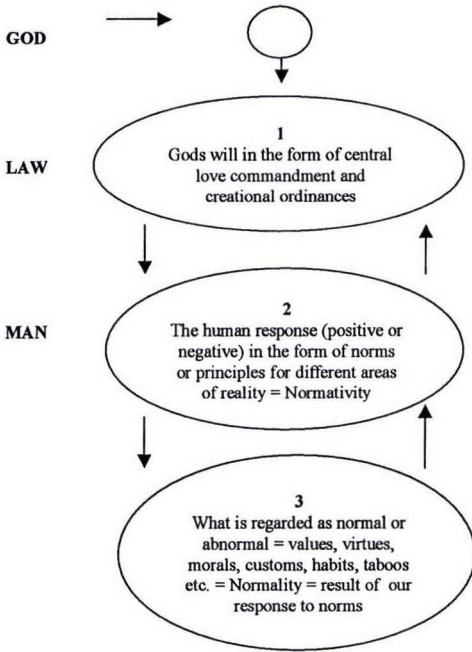 GOD
1
Gods will in the form of central
love commandment and
creational ordinances
LAW
2
The human response (positive or
negative) in the form of norms
or principles for different areas
of reality = Normativity
MAN
3
What is regarded as normal or
abnormal = values, virtues,
morals, customs, habits, taboos
etc. = Normality = result of our
response to norms